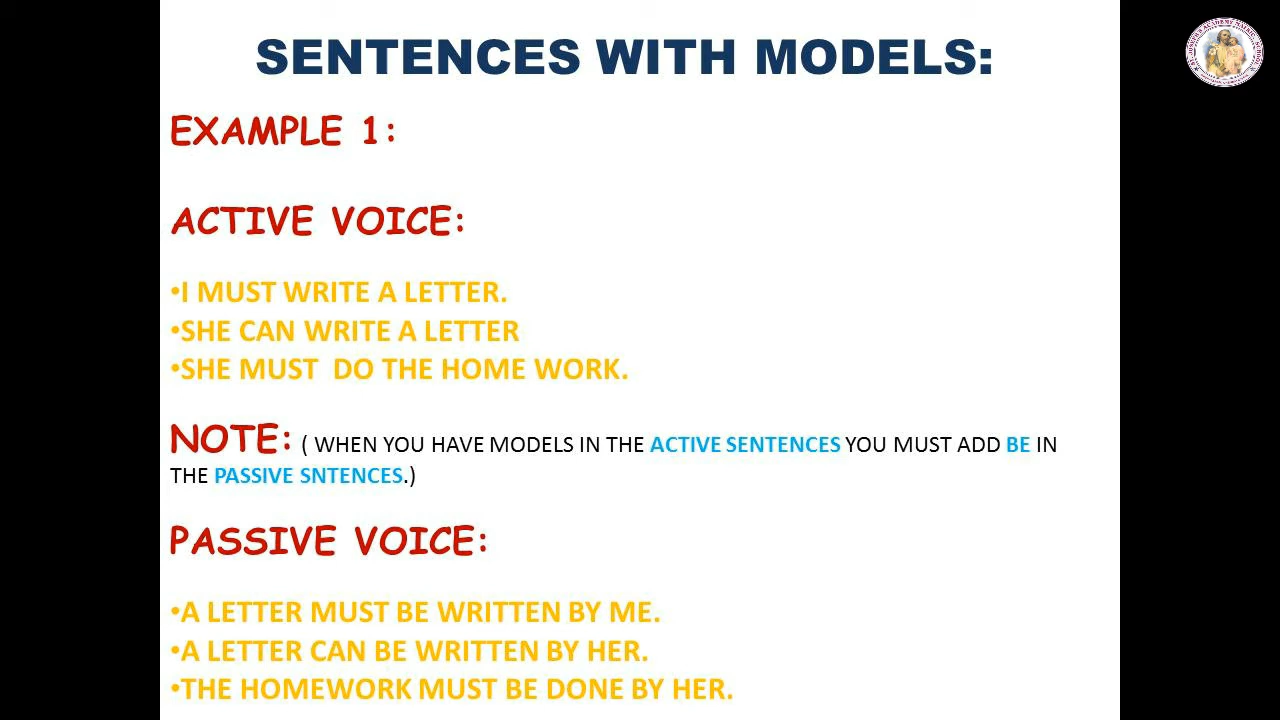 SENTENCES WITH MODELS:
EXAMPLE 1:
ACTIVE VOICE:
•I MUST WRITE A LETTER.
•SHE CAN WRITE A LETTER
•SHE MUST  DO THE HOME WORK.
NOTE: ( WHEN YOU HAVE MODELS IN THE ACTIVE SENTENCES YOU MUST ADD BE IN
THE PASSIVE SNTENCES.)
PASSIVE VOICE:
•A LETTER MUST BE WRITTEN BY ME.
•A LETTER CAN BE WRITTEN BY HER.
•THE HOMEWORK MUST BE DONE BY HER.